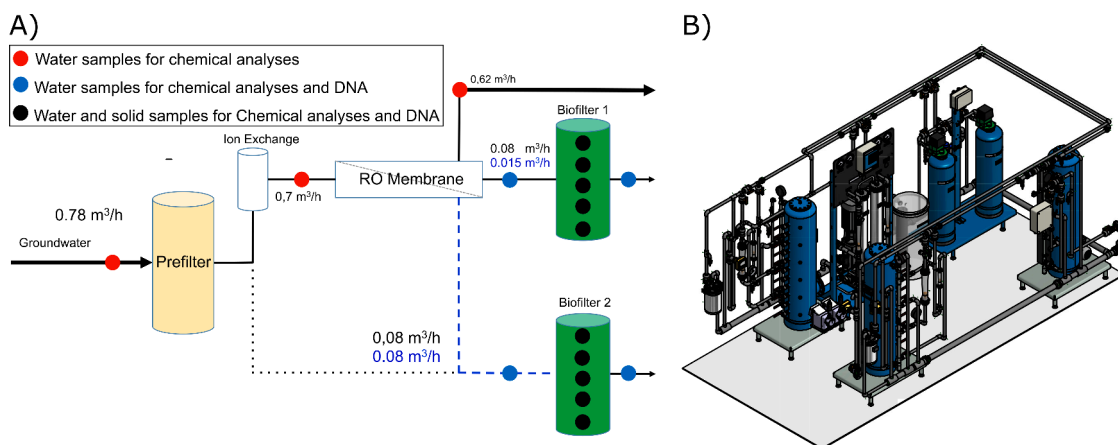 A)
B)
Water samples for chemical analyses
Water samples for chemical analyses and DNA
Water and solid samples for Chemical analyses and DNA
0,62 m³/h
Biofilter 1
Ion Exchange
0.08 m³/h
0.015 m³/h
RO Membrane
0,7 m³/h
0.78 m³/h
Groundwater
Prefilter
Biofilter 2
0,08 m³/h
0.08 m³/h